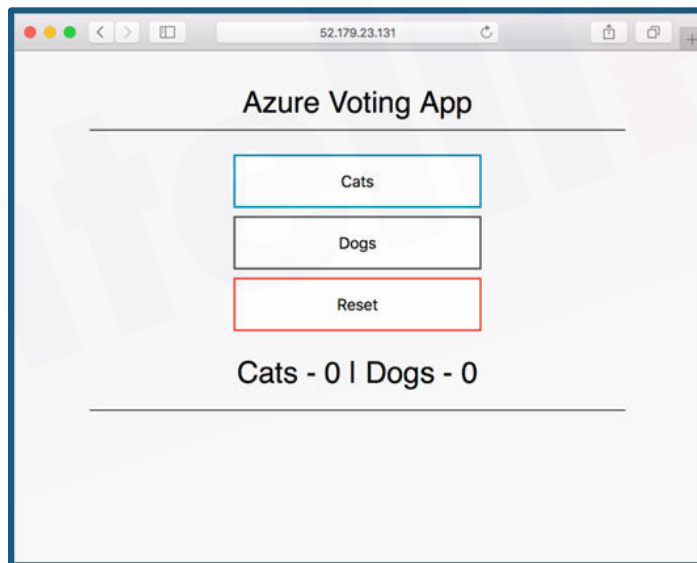 52.179.23.131
Azure Voting App
Cats
Dogs
Reset
Cats - 0 | Dogs - 0